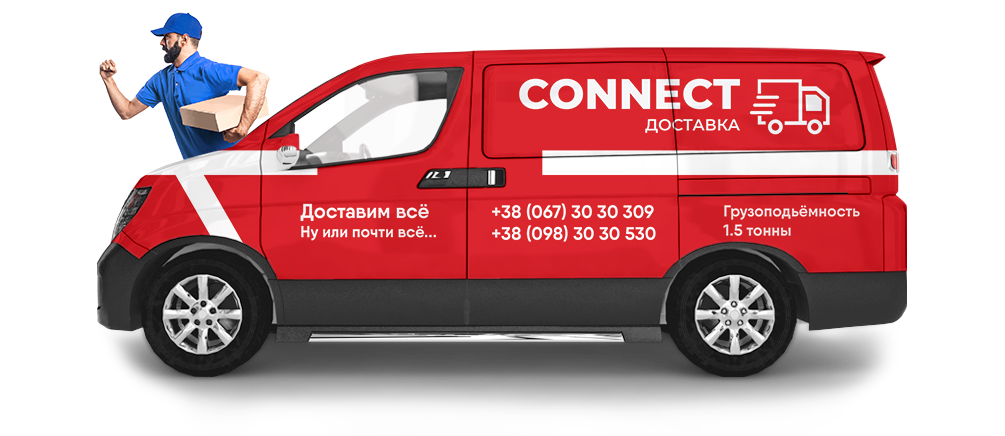 CONNECT
ДОСТАВКА
Доставим всё
Ну или почти всё...
+38 (067) 30 30 309
+38 (098) 30 30 530
Грузоподьёмность
1.5 тонны